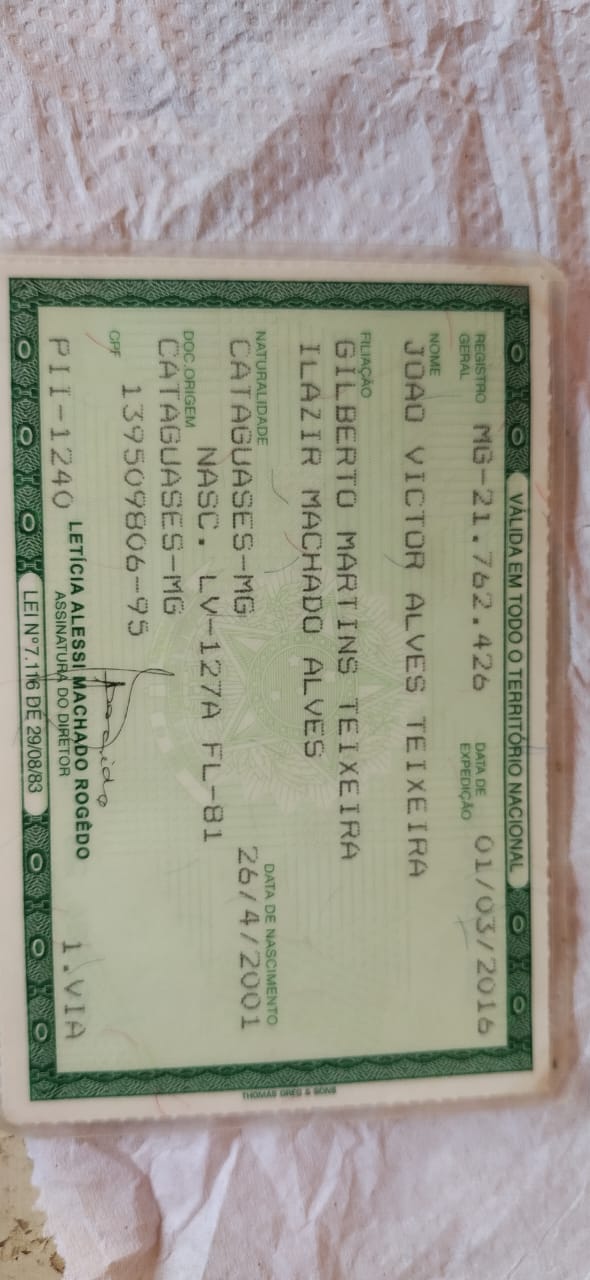 VÁLIDA EM TODO O TERRITÓRIO NACIONAL
REGISTRO GERAL MG-21.762.426 DATA DE EXPEDIÇÃO 01/03/2016
NOME
JOAO VICTOR ALVES TEIXEIRA
FILIAÇÃO
GILBERTO MARTINS TEIXEIRA
ILAZIR MACHADO ALVES
NATURALIDADE DATA DE NASCIMENTO
CATAGUASES-MG 26/4/2001
NASC. LV-127A FL-81
DOC.ORIGEM
CATAGUASES-MG
139509806-95
CPF
LETÍCIA ALESSI MACHADO ROGÊDO
PII-1240 ASSINATURA DO DIRETOR 1.VIA
LEI Nº 7.116 DE 29/08/83